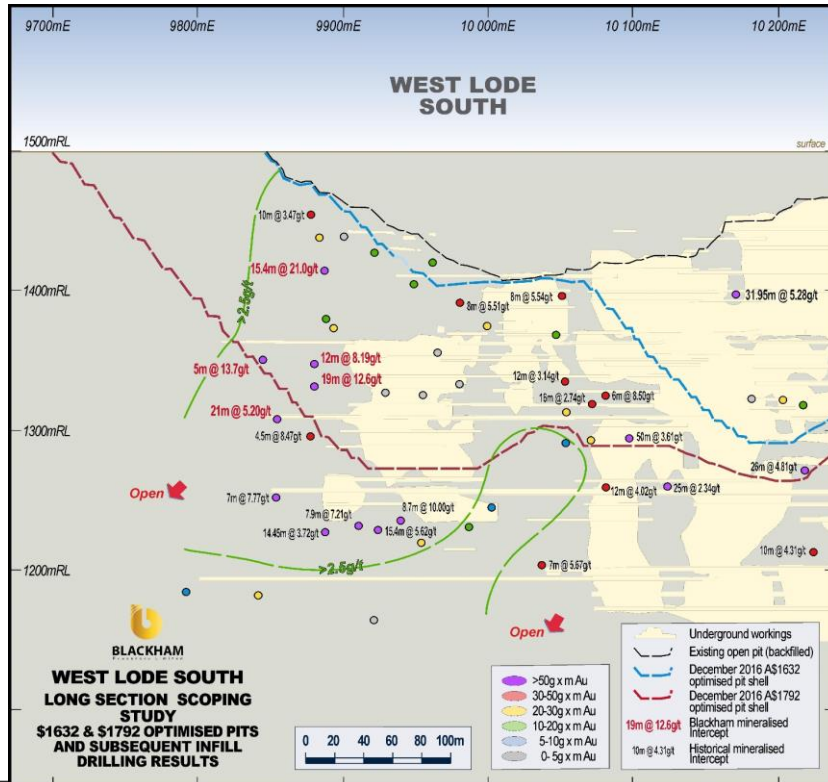 9700mE 9800mE 9900mE 10 000 mE 10 100 mE 10 200 mE
WEST LODE
SOUTH
1500mRL
surface
10m @ 3.47g/t
15.4m @ 21.0g/t
>2.5g/t
1400mRL
8m @ 5.51g/t
8m @ 5.54g/t
31.95m @ 5.28g/t
5m @ 13.7g/t
12m @ 8.19g/t
19m @ 12.6g/t
12m @ 3.14g/t
16m @ 2.74g/t
6m @ 8.50g/t
21m @ 5.20g/t
1300mRL
4.5m @ 8.47g/t
50m @ 3.61g/t
26m @ 4.81g/t
Open
7m @ 7.77g/t
7.9m @ 7.21g/t
8.7m @ 10.00g/t
12m @ 4.02g/t
25m @ 2.34g/t
14.45m @ 3.72g/t
15.4m @ 5.62g/t
10m @ 4.31g/t
1200mRL
>2.5g/t
7m @ 5.67g/t
Open
BLACKHAM
WEST LODE SOUTH
LONG SECTION SCOPING
STUDY
$1632 & $1792 OPTIMISED PITS
AND SUBSEQUENT INFILL
DRILLING RESULTS
0 20 40 60 80 100m
>50g x m Au
30-50g x m Au
20-30g x m Au
10-20g x m Au
5-10g x m Au
0- 5g x m Au
Underground workings
Existing open pit (backfilled)
December 2016 A$1632
optimised pit shell
December 2016 A$1792
optimised pit shell
19m @ 12.6g/t Blackham mineralised
Intercept
10m @ 4.31g/t Historical mineralised
Intercept